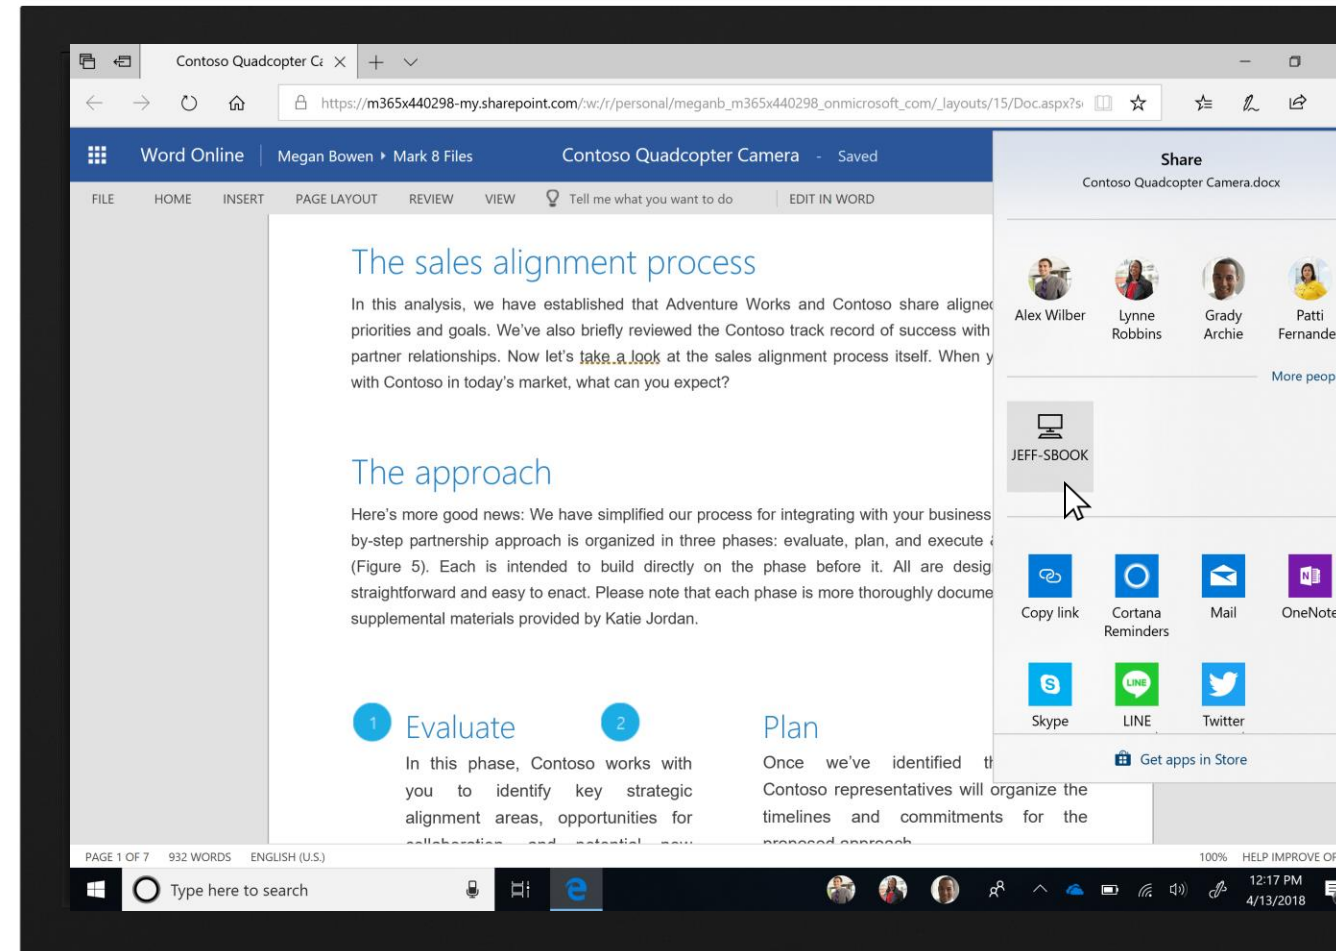 Contoso Quadcopter Ca
https://m365x440298-my.sharepoint.com/:w:/r/personal/meganb_m365x440298_onmicrosoft_com/_layouts/15/Doc.aspx?s
Word Online
Megan Bowen
Mark 8 Files
Contoso Quadcopter Camera - Saved
FILE HOME INSERT PAGE LAYOUT REVIEW VIEW Tell me what you want to do EDIT IN WORD
The sales alignment process
In this analysis, we have established that Adventure Works and Contoso share aligned
priorities and goals. We've also briefly reviewed the Contoso track record of success with
partner relationships. Now let's take a look at the sales alignment process itself. When y
with Contoso in today's market, what can you expect?
The approach
Here's more good news: We have simplified our process for integrating with your business
by-step partnership approach is organized in three phases: evaluate, plan, and execute
(Figure 5). Each is intended to build directly on the phase before it. All are desig
straightforward and easy to enact. Please note that each phase is more thoroughly docume
supplemental materials provided by Katie Jordan.
1 Evaluate
In this phase, Contoso works with
you to identify key strategic
alignment areas, opportunities for
collaboration, and potential new
2 Plan
Once we've identified th
Contoso representatives will organize the
timelines and commitments for the
proposed approach
Share
Contoso Quadcopter Camera.docx
Alex Wilber
Lynne
Robbins
Grady
Archie
Patti
Fernande
More peop
JEFF-SBOOK
Copy link
Cortana
Reminders
Mail
OneNote
Skype
LINE
LINE
Twitter
Get apps in Store
PAGE 1 OF 7 932 WORDS ENGLISH (U.S.)
100% HELP IMPROVE OF
Type here to search
12:17 PM
4/13/2018